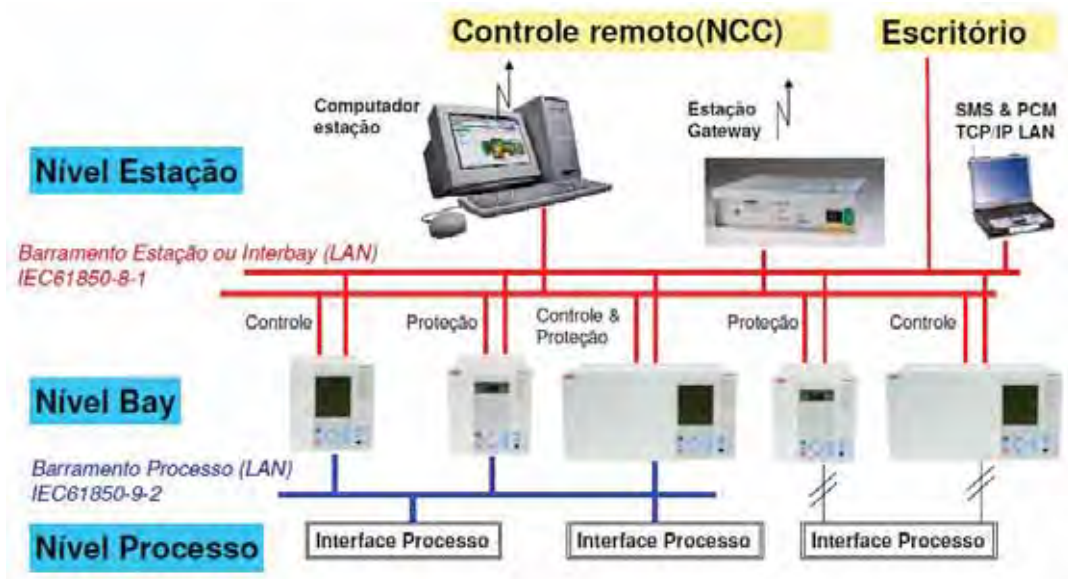 Controle remoto(NCC)
Escritório
Computador
estação
Estação
Gateway
SMS & PCM
TCP/IP LAN
Nível Estação
Barramento Estação ou Interbay (LAN)
IEC61850-8-1
Controle
Proteção
Controle &
Proteção
Proteção
Controle
Nível Bay
Barramento Processo (LAN)
IEC61850-9-2
Nível Processo
Interface Processo
Interface Processo
Interface Processo